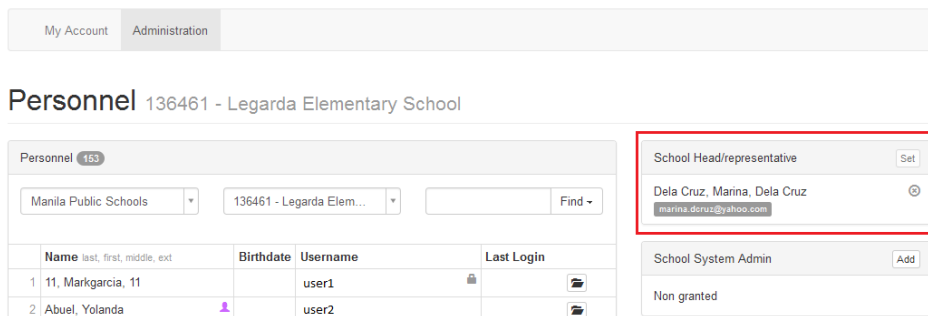 My Account Administration
Personnel 136461 - Legarda Elementary School
Personnel 153
Manila Public Schools 136461 - Legarda Elem... Find
Name last, first, middle, ext Birthdate Username Last Login
1 11, Markgarcia, 11 user1
2 Abuel, Yolanda user2
School Head/representative Set
Dela Cruz, Marina, Dela Cruz
marina.dcruz@yahoo.com
School System Admin Add
Non granted